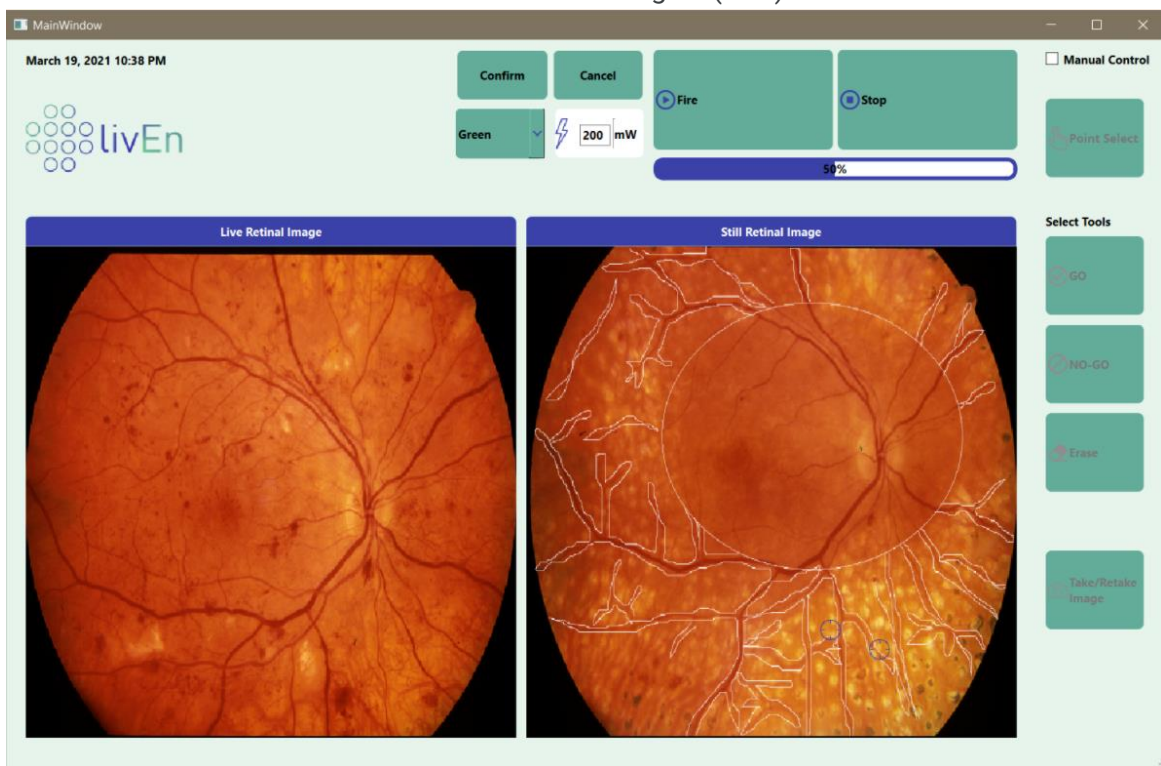 MainWindow
March 19, 2021 10:38 PM
livEn
Confirm
Cancel
Green
200 mW
Fire
Stop
50%
Manual Control
Point Select
Live Retinal Image
Still Retinal Image
Select Tools
GO
NO-GO
Erase
Take/Retake
Image